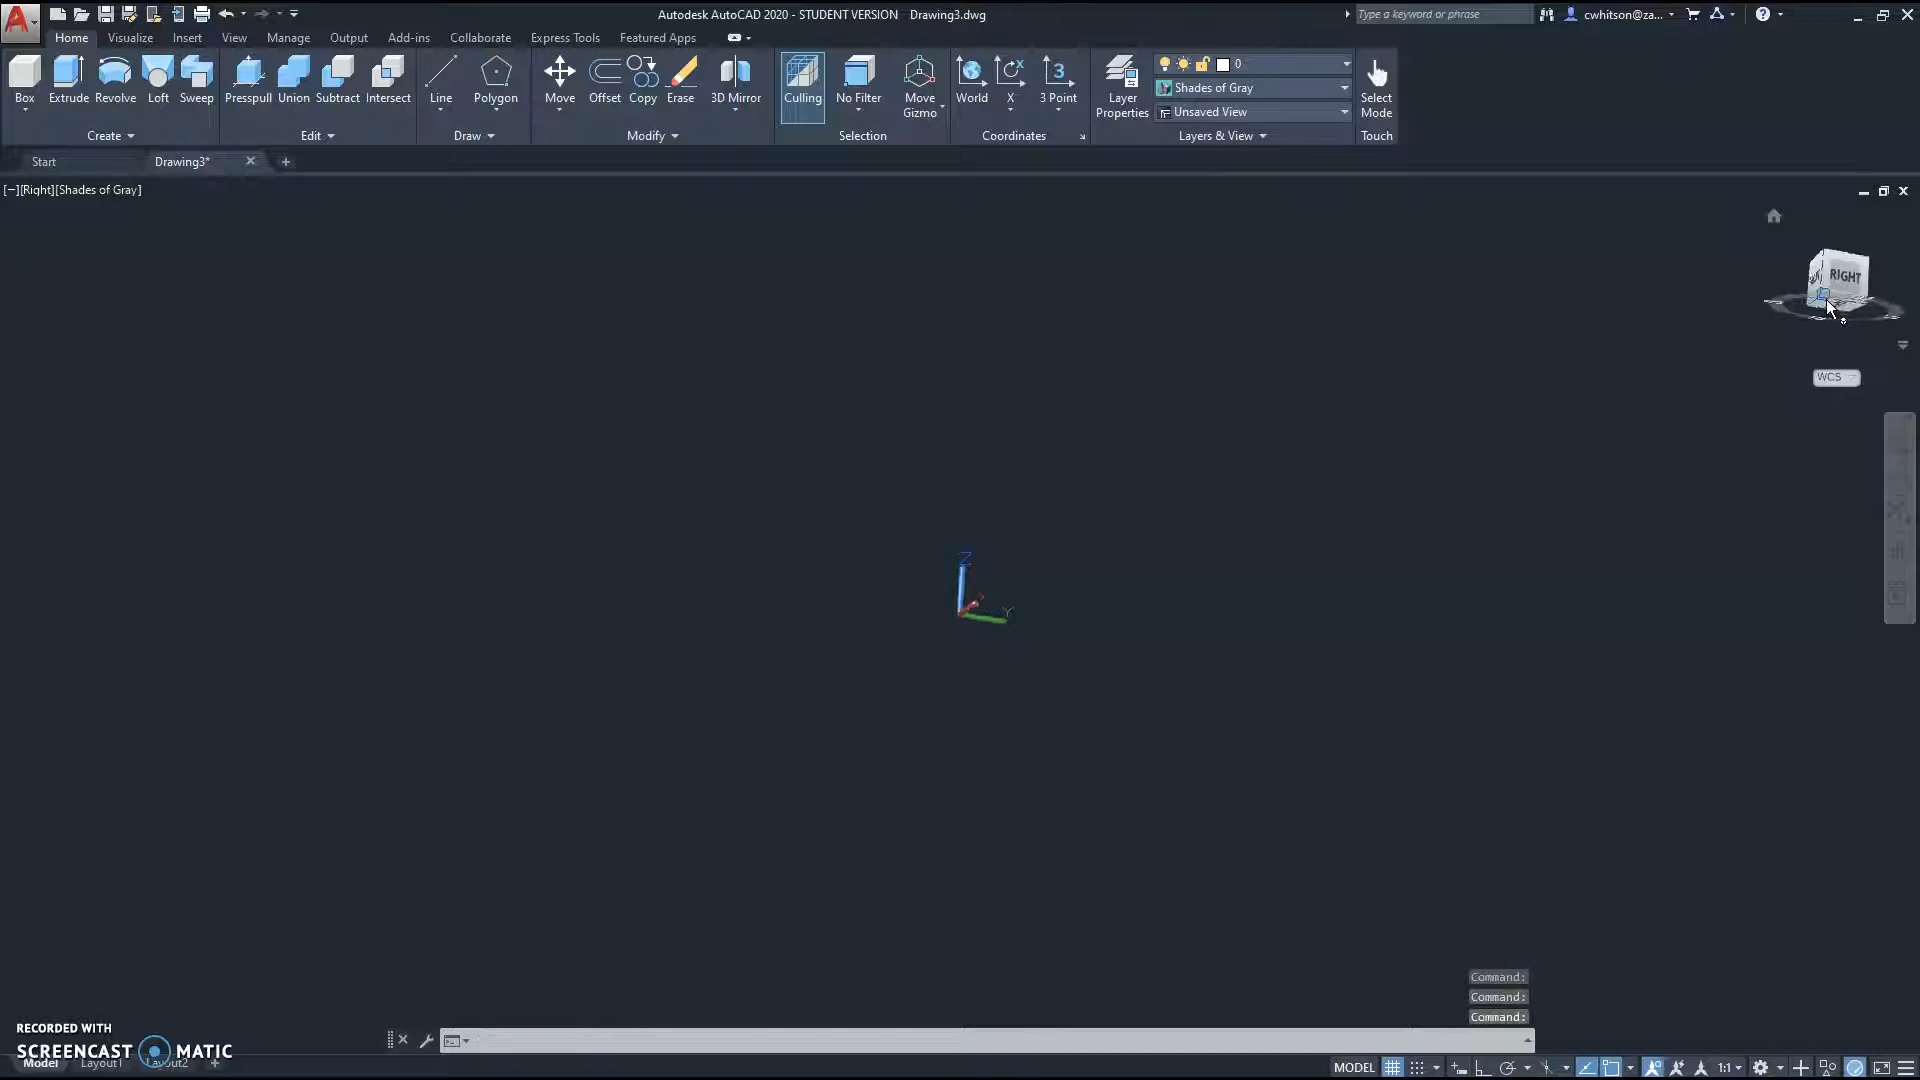 Autodesk AutoCAD 2020 - STUDENT VERSION Drawing3.dwg
Type a keyword or phrase
cwhitson@za...
Home Visualize Insert View Manage Output Add-ins Collaborate Express Tools Featured Apps
Box Extrude Revolve Loft Sweep Presspull Union Subtract Intersect Line Polygon Move Offset Copy Erase 3D Mirror Culling No Filter Move Gizmo World X 3 Point Layer Properties
0
Shades of Gray
Unsaved View
Select Mode
Create Edit Draw Modify Selection Coordinates Layers & View Touch
Start Drawing3*
[−][Right][Shades of Gray]
RIGHT
WCS
Z
Y
Command:
Command:
Command:
RECORDED WITH
SCREENCAST MATIC
Model Layout1 Layout2
MODEL 1:1